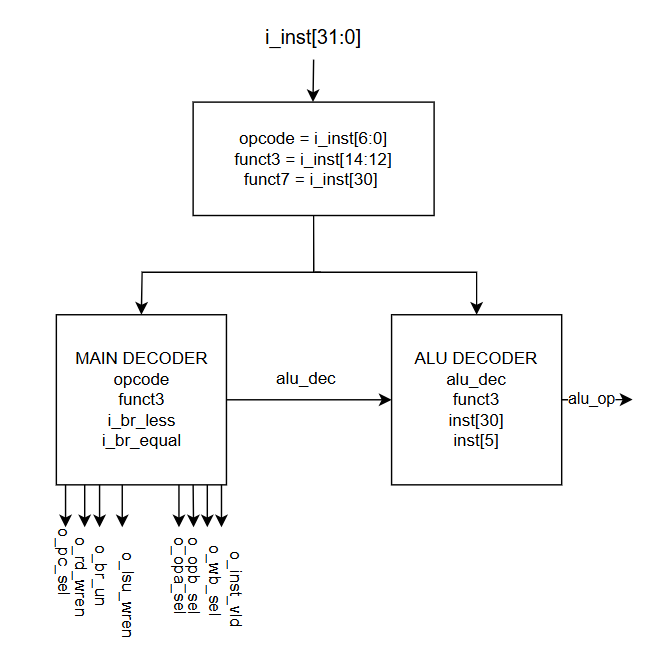 i_inst[31:0]
opcode = i_inst[6:0]
funct3 = i_inst[14:12]
funct7 = i_inst[30]
MAIN DECODER
opcode
funct3
i_br_less
i_br_equal
alu_dec
ALU DECODER
alu_dec
funct3
inst[30]
inst[5]
alu_op
o_pc_sel
o_rd_wren
o_br_un
o_lsu_wren
o_opa_sel
o_opb_sel
o_wb_sel
o_inst_vld